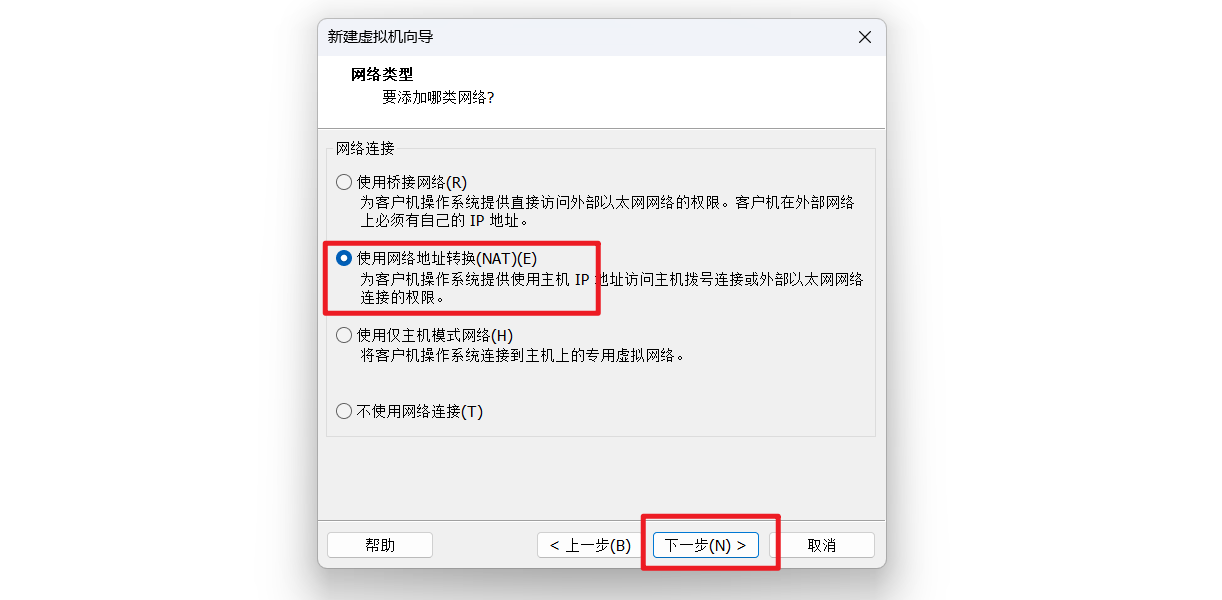 新建虚拟机向导
网络类型
要添加哪类网络?
网络连接
使用桥接网络(R)
为客户机操作系统提供直接访问外部以太网网络的权限。客户机在外部网络
上必须有自己的 IP 地址。
使用网络地址转换(NAT)(E)
为客户机操作系统提供使用主机 IP 地址访问主机拨号连接或外部以太网网络
连接的权限。
使用仅主机模式网络(H)
将客户机操作系统连接到主机上的专用虚拟网络。
不使用网络连接(T)
帮助
< 上一步(B)
下一步(N) >
取消